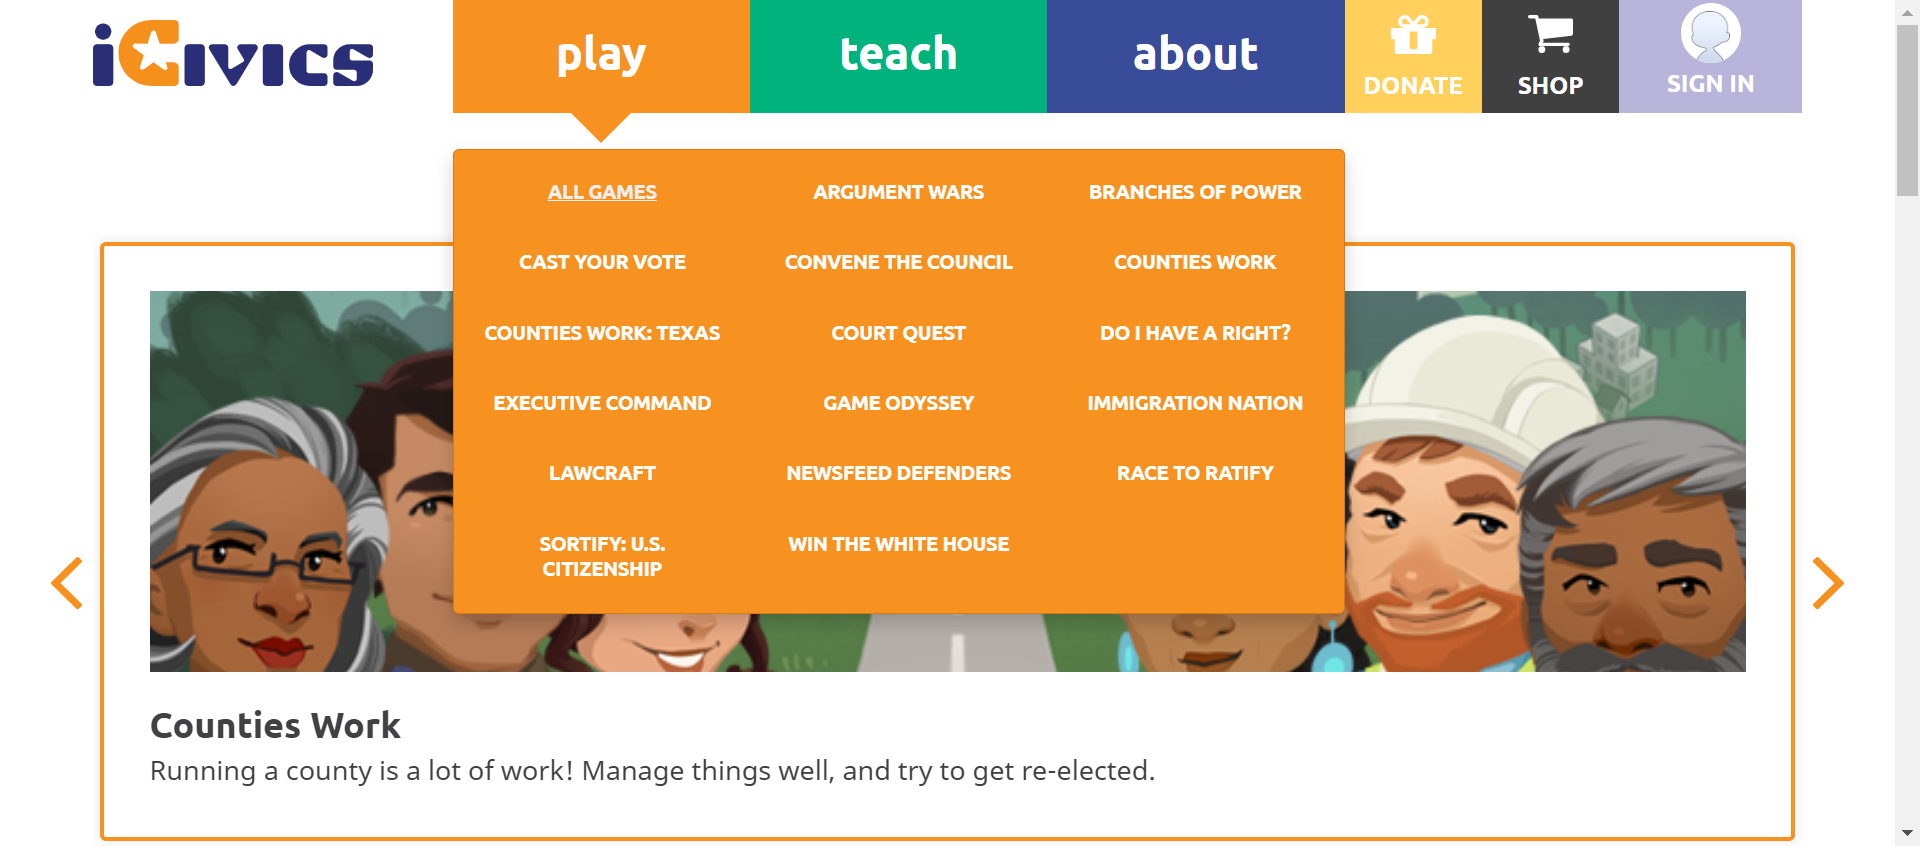 iCivics
play
teach
about
DONATE
SHOP
SIGN IN
ALL GAMES
ARGUMENT WARS
BRANCHES OF POWER
CAST YOUR VOTE
CONVENE THE COUNCIL
COUNTIES WORK
COUNTIES WORK: TEXAS
COURT QUEST
DO I HAVE A RIGHT?
EXECUTIVE COMMAND
GAME ODYSSEY
IMMIGRATION NATION
LAWCRAFT
NEWSFEED DEFENDERS
RACE TO RATIFY
SORTIFY: U.S.
CITIZENSHIP
WIN THE WHITE HOUSE
Counties Work
Running a county is a lot of work! Manage things well, and try to get re-elected.